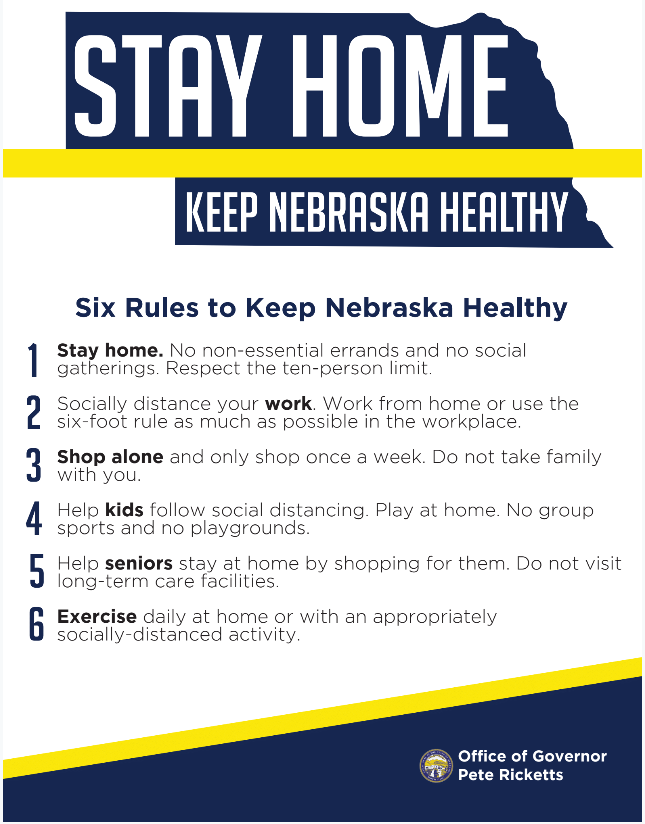 STAY HOME
KEEP NEBRASKA HEALTHY
Six Rules to Keep Nebraska Healthy
1 Stay home. No non-essential errands and no social
gatherings. Respect the ten-person limit.
2 Socially distance your work. Work from home or use the
six-foot rule as much as possible in the workplace.
3 Shop alone and only shop once a week. Do not take family
with you.
4 Help kids follow social distancing. Play at home. No group
sports and no playgrounds.
5 Help seniors stay at home by shopping for them. Do not visit
long-term care facilities.
6 Exercise daily at home or with an appropriately
socially-distanced activity.
Office of Governor
Pete Ricketts